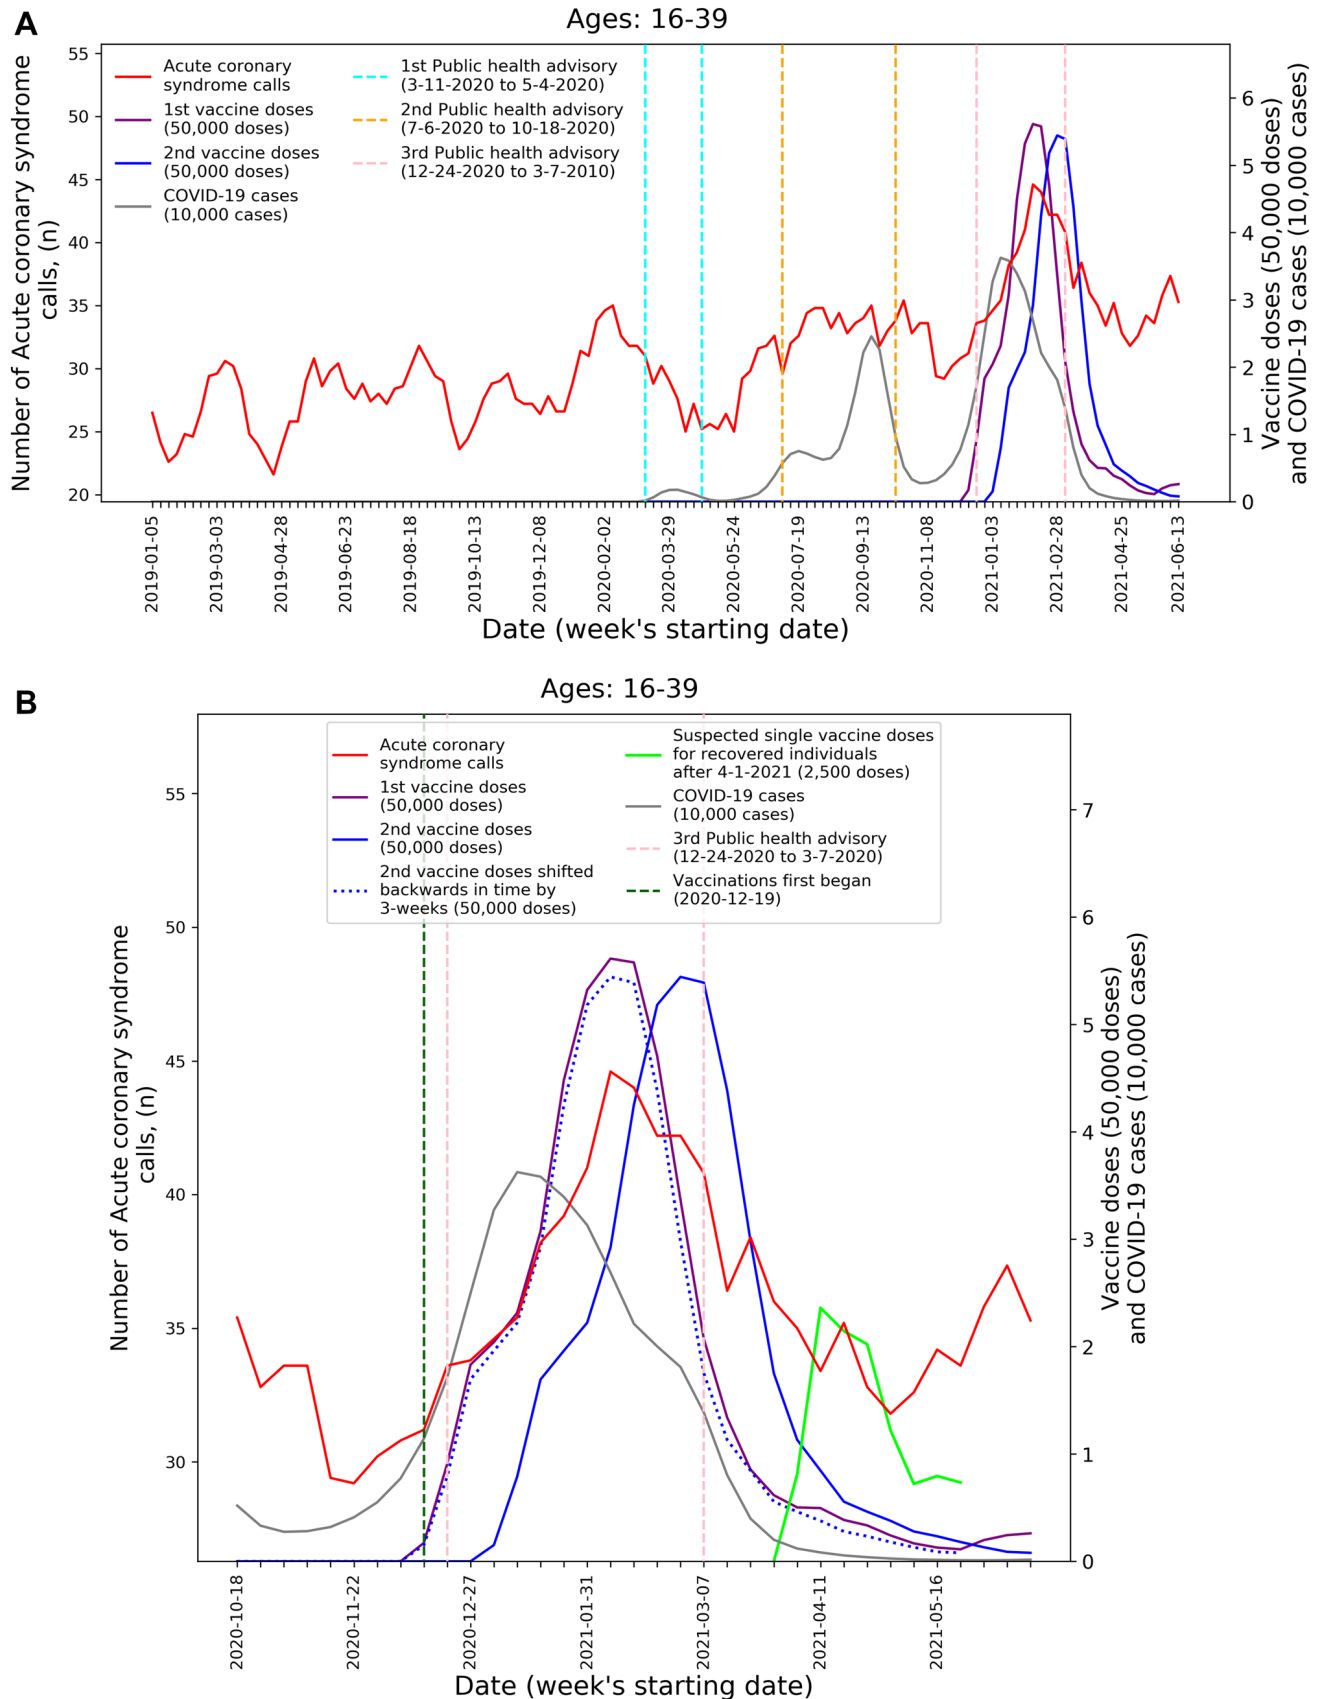 A
Ages: 16-39
Number of Acute coronary syndrome
calls, (n)
55
50
45
40
35
30
25
20
Acute coronary
syndrome calls
1st vaccine doses
(50,000 doses)
2nd vaccine doses
(50,000 doses)
COVID-19 cases
(10,000 cases)
1st Public health advisory
(3-11-2020 to 5-4-2020)
2nd Public health advisory
(7-6-2020 to 10-18-2020)
3rd Public health advisory
(12-24-2020 to 3-7-2010)
6
5
4
3
2
1
0
Vaccine doses (50,000 doses)
and COVID-19 cases (10,000 cases)
2019-01-05
2019-03-03
2019-04-28
2019-06-23
2019-08-18
2019-10-13
2019-12-08
2020-02-02
2020-03-29
2020-05-24
2020-07-19
2020-09-13
2020-11-08
2021-01-03
2021-02-28
2021-04-25
2021-06-13
Date (week's starting date)
B
Ages: 16-39
Number of Acute coronary syndrome
calls, (n)
55
50
45
40
35
30
Acute coronary
syndrome calls
1st vaccine doses
(50,000 doses)
2nd vaccine doses
(50,000 doses)
2nd vaccine doses shifted
backwards in time by
3-weeks (50,000 doses)
Suspected single vaccine doses
for recovered individuals
after 4-1-2021 (2,500 doses)
COVID-19 cases
(10,000 cases)
3rd Public health advisory
(12-24-2020 to 3-7-2020)
Vaccinations first began
(2020-12-19)
7
6
5
4
3
2
1
0
Vaccine doses (50,000 doses)
and COVID-19 cases (10,000 cases)
2020-10-18
2020-11-22
2020-12-27
2021-01-31
2021-03-07
2021-04-11
2021-05-16
Date (week's starting date)